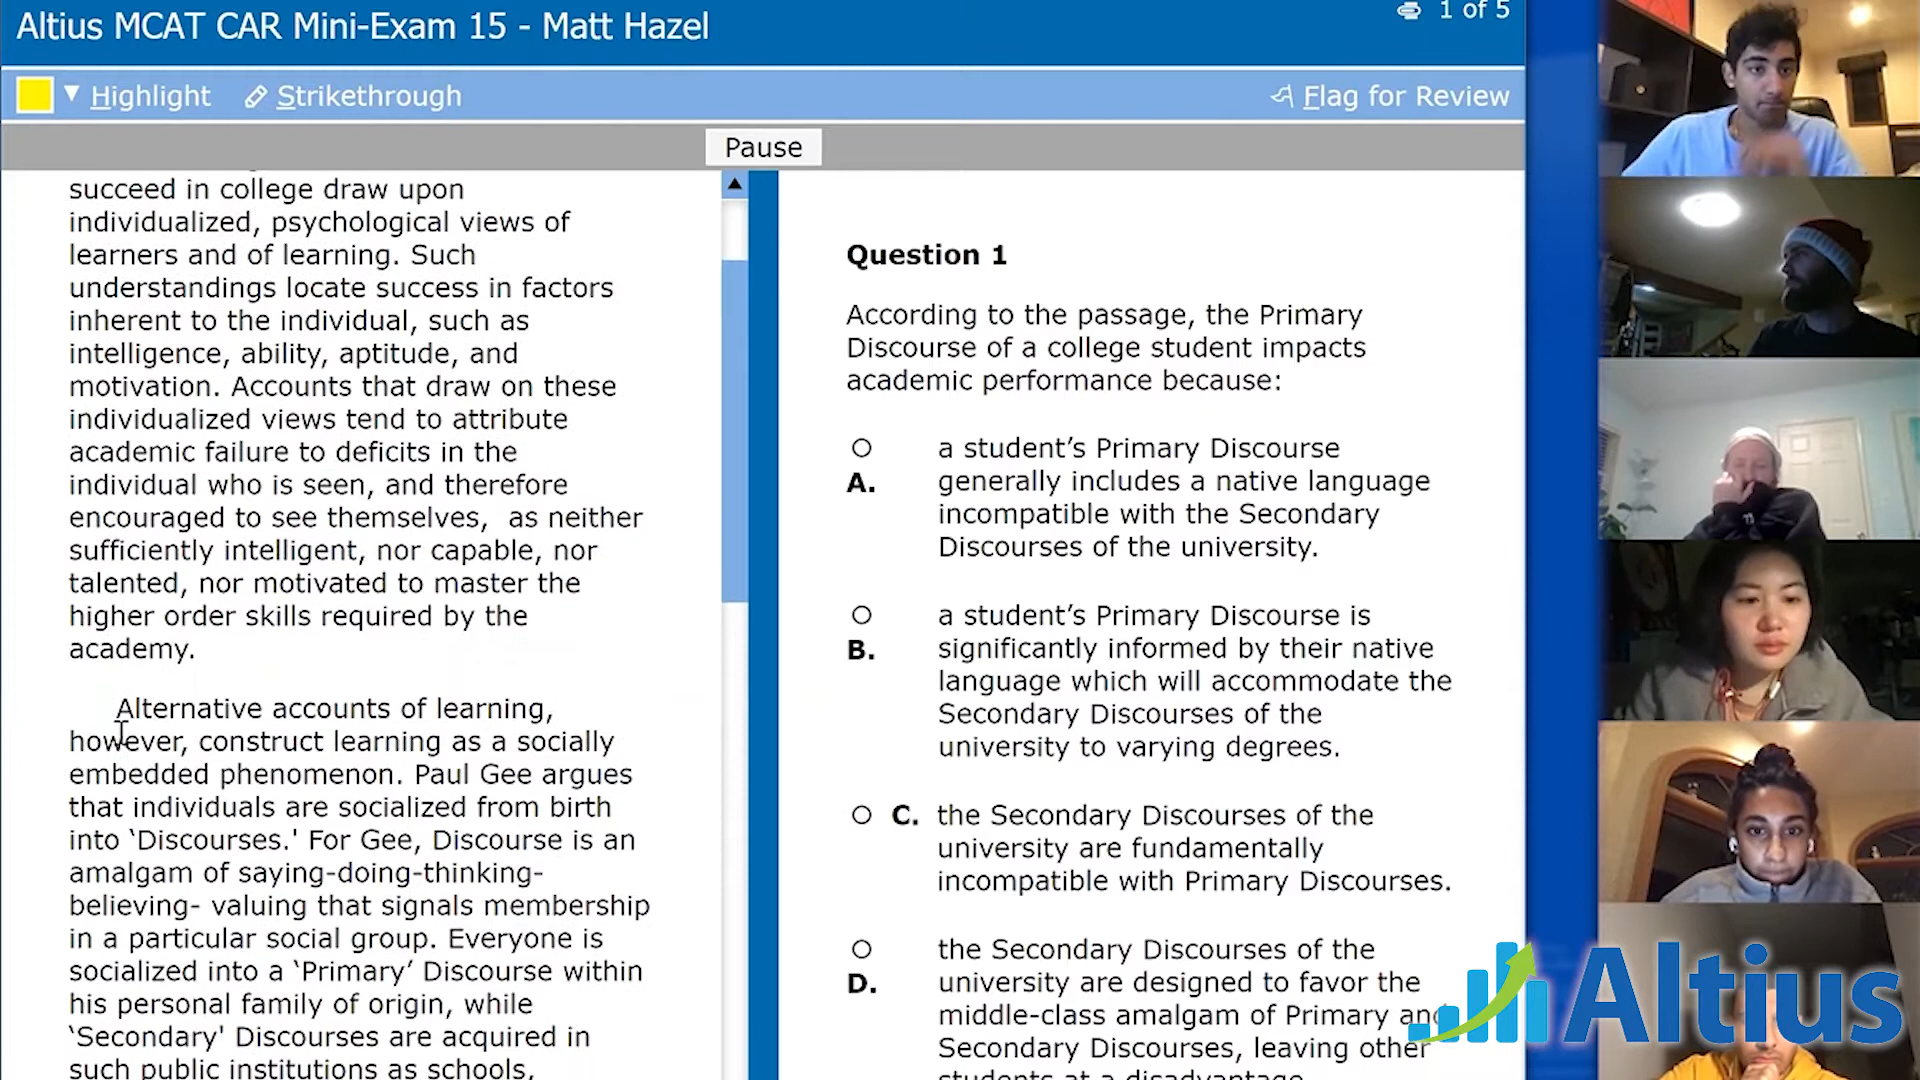 Altius MCAT CAR Mini-Exam 15 - Matt Hazel
1 of 5
Highlight
Strikethrough
Flag for Review
Pause
succeed in college draw upon
individualized, psychological views of
learners and of learning. Such
understandings locate success in factors
inherent to the individual, such as
intelligence, ability, aptitude, and
motivation. Accounts that draw on these
individualized views tend to attribute
academic failure to deficits in the
individual who is seen, and therefore
encouraged to see themselves,  as neither
sufficiently intelligent, nor capable, nor
talented, nor motivated to master the
higher order skills required by the
academy.
Alternative accounts of learning,
however, construct learning as a socially
embedded phenomenon. Paul Gee argues
that individuals are socialized from birth
into ‘Discourses.' For Gee, Discourse is an
amalgam of saying-doing-thinking-
believing- valuing that signals membership
in a particular social group. Everyone is
socialized into a ‘Primary’ Discourse within
his personal family of origin, while
‘Secondary' Discourses are acquired in
such public institutions as schools,
Question 1
According to the passage, the Primary
Discourse of a college student impacts
academic performance because:
A.
a student’s Primary Discourse
generally includes a native language
incompatible with the Secondary
Discourses of the university.
B.
a student’s Primary Discourse is
significantly informed by their native
language which will accommodate the
Secondary Discourses of the
university to varying degrees.
C. the Secondary Discourses of the
university are fundamentally
incompatible with Primary Discourses.
D.
the Secondary Discourses of the
university are designed to favor the
middle-class amalgam of Primary and
Secondary Discourses, leaving other
students at a disadvantage
Altius